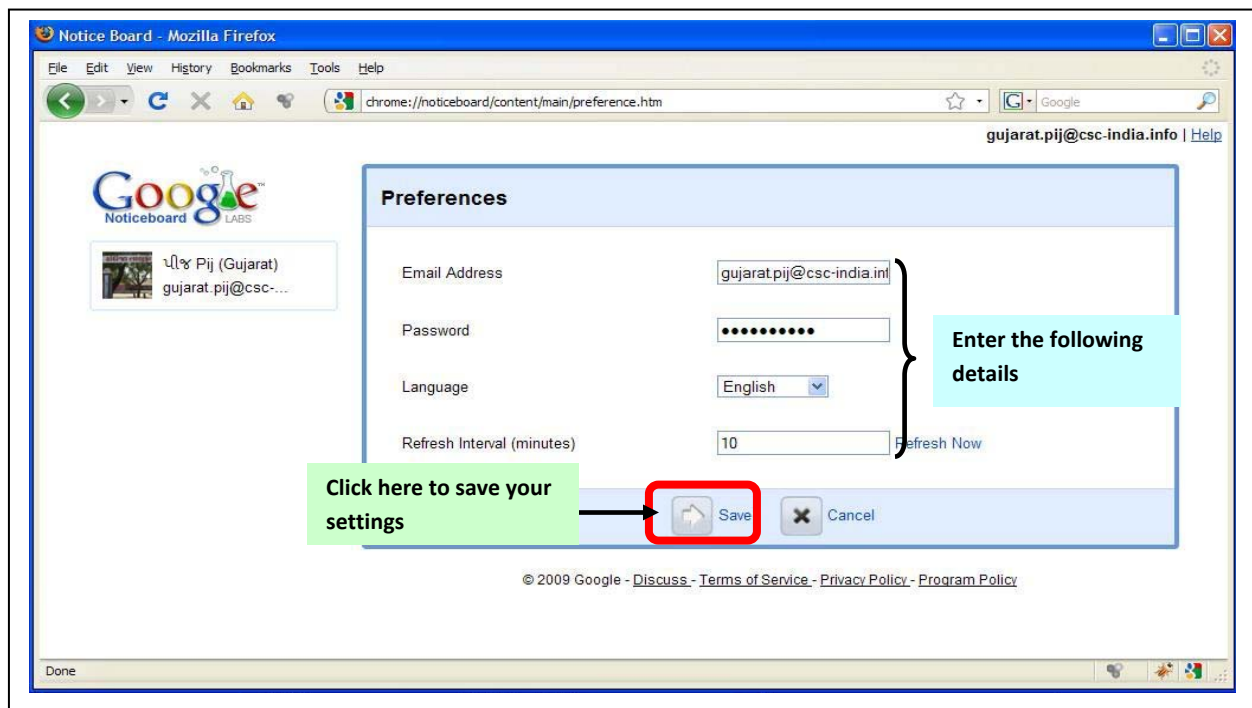 Notice Board - Mozilla Firefox
File Edit View History Bookmarks Tools Help
chrome://noticeboard/content/main/preference.htm
G Google
gujarat.pij@csc-india.info | Help
Google™
Noticeboard LABS
પીજ Pij (Gujarat)
gujarat.pij@csc-...
Preferences
Email Address gujarat.pij@csc-india.inf
Password ••••••••••
Language English
Refresh Interval (minutes) 10 Refresh Now
Enter the following
details
Click here to save your
settings
Save Cancel
© 2009 Google - Discuss - Terms of Service - Privacy Policy - Program Policy
Done